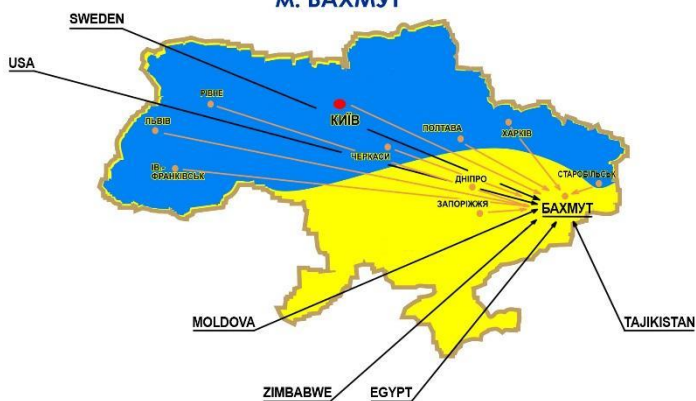 м. БАХМУТ
SWEDEN
USA
РІВНЕ
КИЇВ
ЛЬВІВ
ПОЛТАВА
ХАРКІВ
ЧЕРКАСИ
ІВ.-
ФРАНКІВСЬК
ДНІПРО
СТАРОБІЛЬСЬК
ЗАПОРІЖЖЯ
БАХМУТ
MOLDOVA
TAJIKISTAN
ZIMBABWE
EGYPT